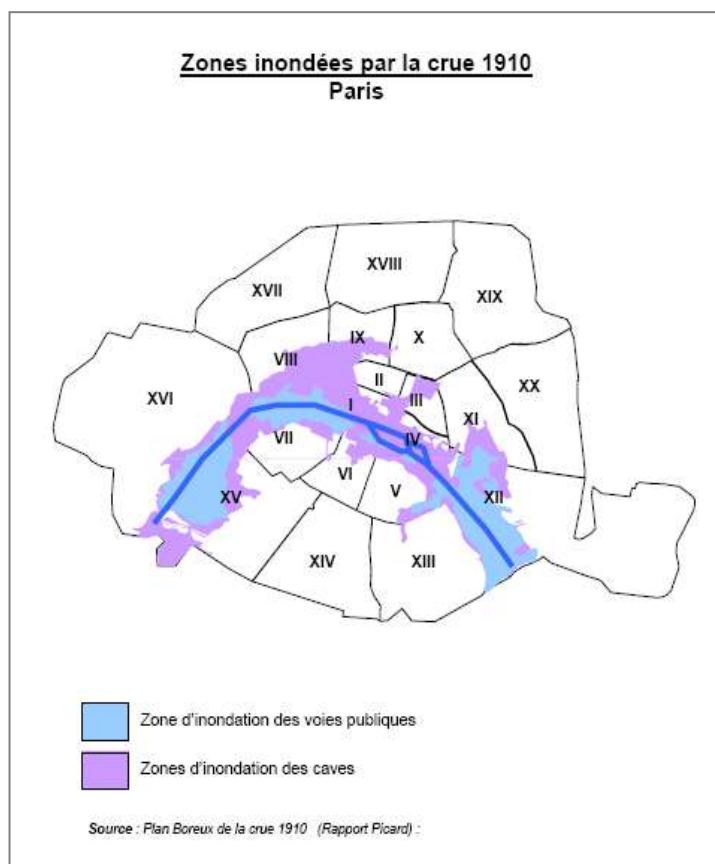 Zones inondées par la crue 1910
Paris
XVIII
XVII
XIX
IX
X
VIII
II
XX
XVI
III
I
XI
VII
IV
VI
V
XV
XII
XIV
XIII
Zone d'inondation des voies publiques
Zones d'inondation des caves
Source : Plan Boreux de la crue 1910 (Rapport Picard) :